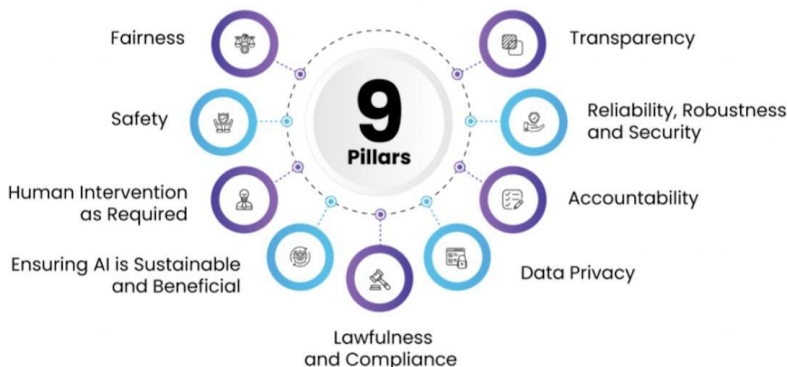 9
Pillars
Fairness
Safety
Human Intervention
as Required
Ensuring AI is Sustainable
and Beneficial
Lawfulness
and Compliance
Data Privacy
Accountability
Reliability, Robustness
and Security
Transparency